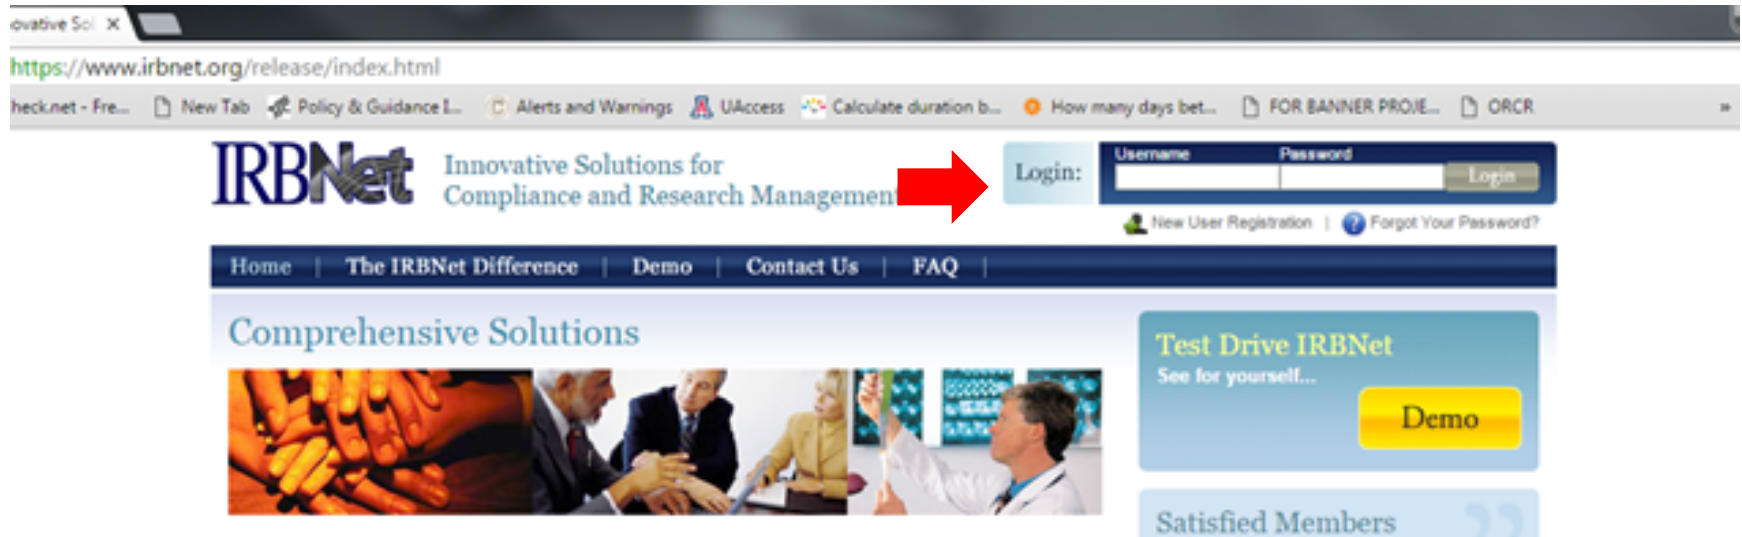 ovative Sol
https://www.irbnet.org/release/index.html
heck.net - Fre... New Tab Policy & Guidance I... Alerts and Warnings UAccess Calculate duration b... How many days bet... FOR BANNER PROJE... ORCR »
IRBNet
Innovative Solutions for
Compliance and Research Management
Login:
Username Password
Login
New User Registration | Forgot Your Password?
Home | The IRBNet Difference | Demo | Contact Us | FAQ |
Comprehensive Solutions
Test Drive IRBNet
See for yourself...
Demo
Satisfied Members